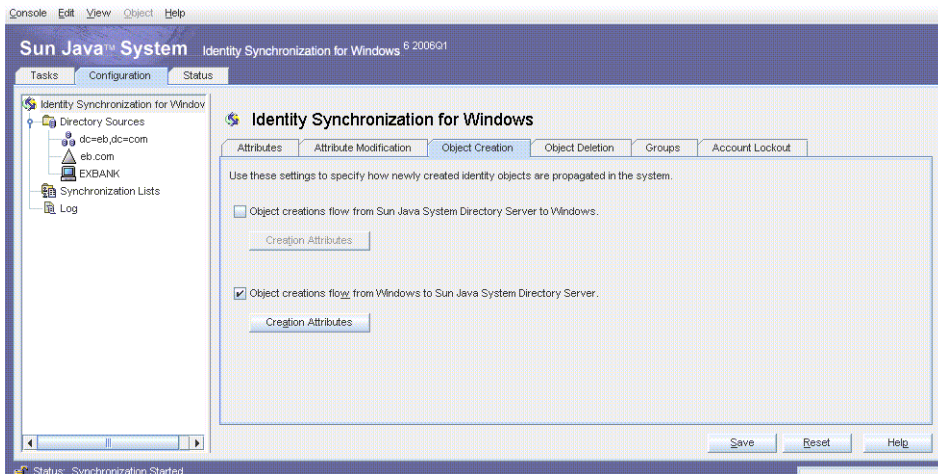 Console Edit View Object Help
Sun Java™ System Identity Synchronization for Windows 6 2006Q1
Tasks Configuration Status
Identity Synchronization for Window
Directory Sources
dc=eb,dc=com
eb.com
EXBANK
Synchronization Lists
Log
Identity Synchronization for Windows
Attributes Attribute Modification Object Creation Object Deletion Groups Account Lockout
Use these settings to specify how newly created identity objects are propagated in the system.
Object creations flow from Sun Java System Directory Server to Windows.
Creation Attributes
Object creations flow from Windows to Sun Java System Directory Server.
Creation Attributes
Save Reset Help
Status: Synchronization Started